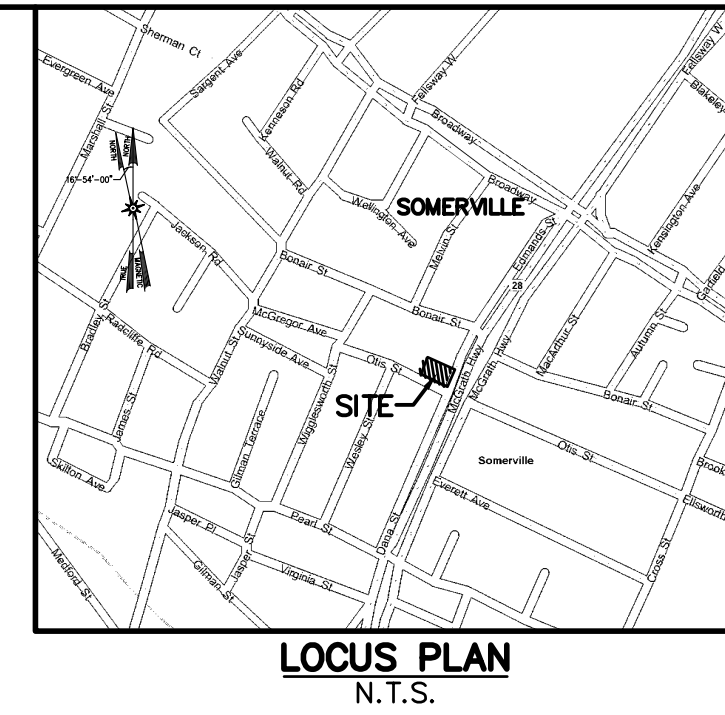 Sherman Ct
Evergreen Ave
Sargent Ave
Marshall St
Kenneson Rd
Walnut Rd
Fellsway W
Fellsway W
Blakeley
Broadway
NORTH
16°-54'-00"
TRUE
MAGNETIC
Broadway
SOMERVILLE
Wellington Ave
Melvin St
Edmands St
Kensington Ave
Garfield
Jackson Rd
Bonair St
28
Bradley St
Radcliffe Rd
McGregor Ave
Bonair St
MacArthur St
Autumn St
Walnut St
Sunnyside Ave
Otis St
McGrath Hwy
McGrath Hwy
Bonair St
SITE
James St
Gilman Terrace
Wigglesworth St
Wesley St
Somerville
Otis St
Brook
Skilton Ave
Everett Ave
Ellsworth
Jasper Pl
Pearl St
Dana St
Medford St
Gilman St
Jasper St
Virginia St
Cross St
LOCUS PLAN
N.T.S.